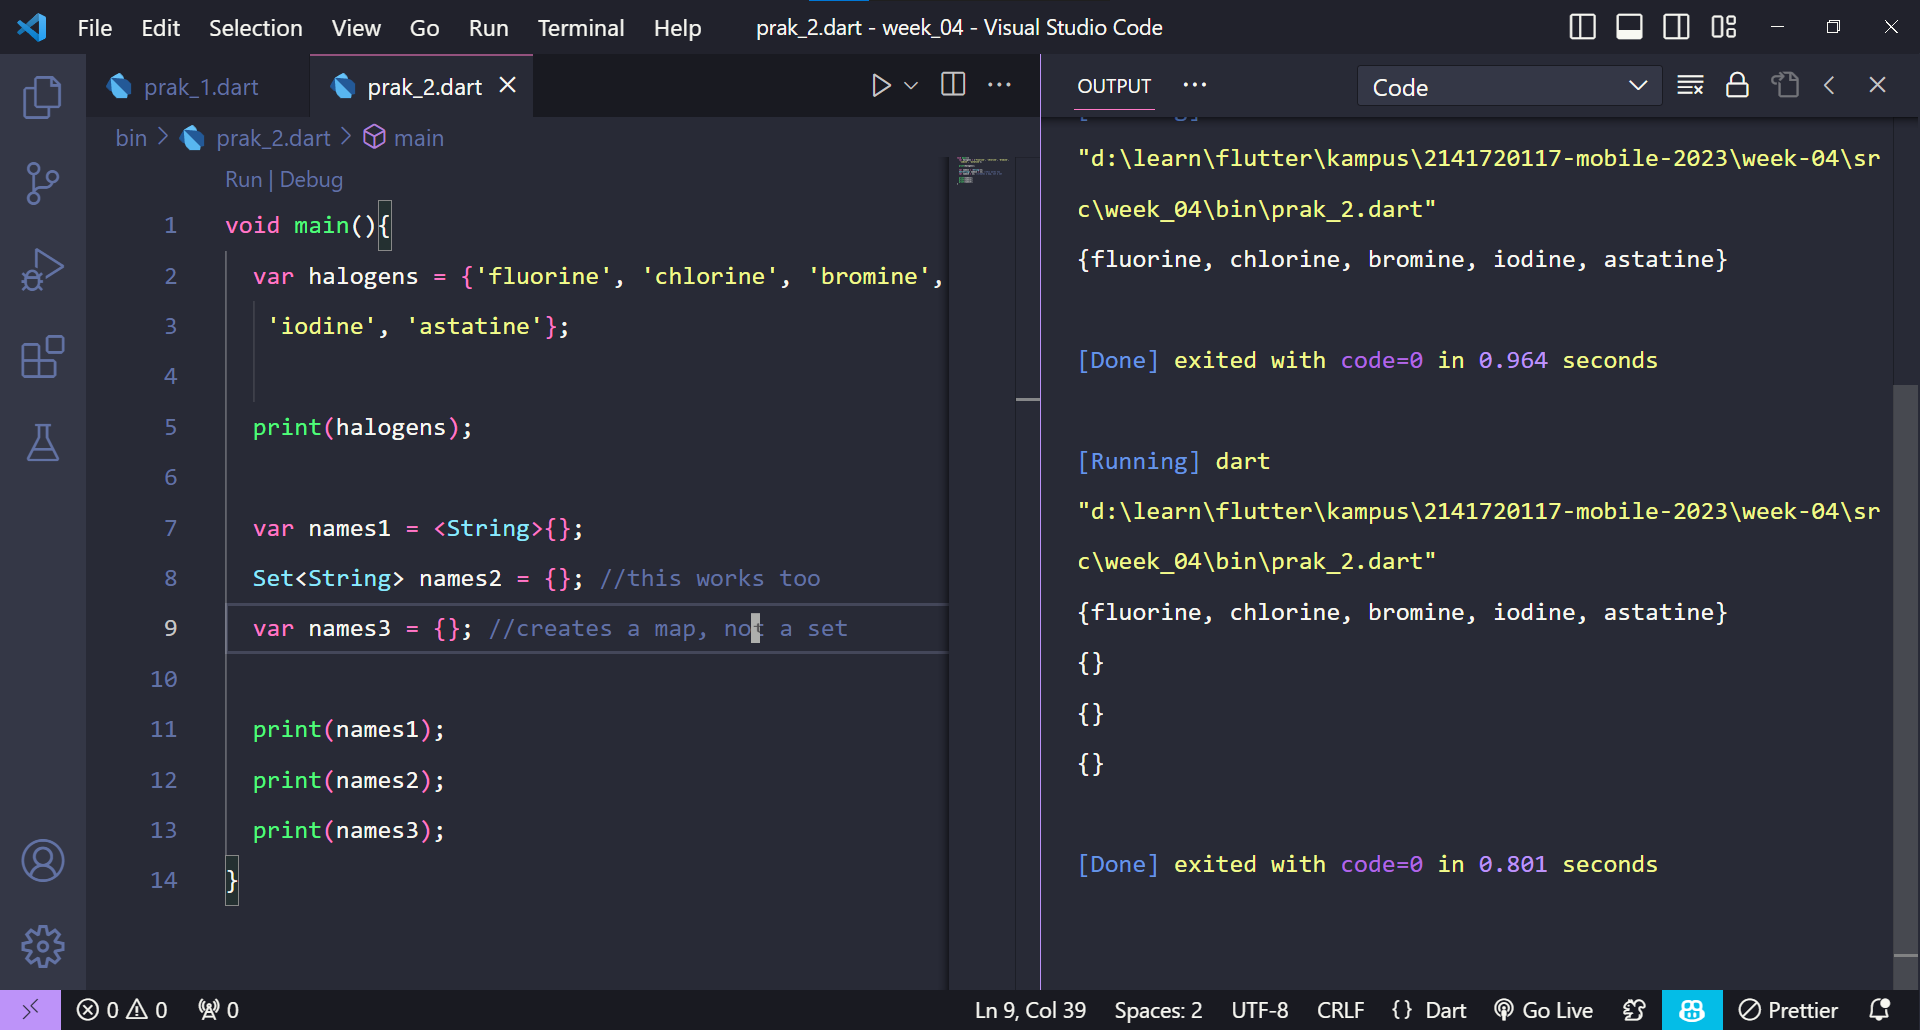 File Edit Selection View Go Run Terminal Help prak_2.dart - week_04 - Visual Studio Code
prak_1.dart prak_2.dart
bin > prak_2.dart > main
Run | Debug
1 void main(){
2 var halogens = {'fluorine', 'chlorine', 'bromine',
3 'iodine', 'astatine'};
4
5 print(halogens);
6
7 var names1 = <String>{};
8 Set<String> names2 = {}; //this works too
9 var names3 = {}; //creates a map, not a set
10
11 print(names1);
12 print(names2);
13 print(names3);
14 }
OUTPUT ··· Code
"d:\learn\flutter\kampus\2141720117-mobile-2023\week-04\sr
c\week_04\bin\prak_2.dart"
{fluorine, chlorine, bromine, iodine, astatine}
[Done] exited with code=0 in 0.964 seconds
[Running] dart
"d:\learn\flutter\kampus\2141720117-mobile-2023\week-04\sr
c\week_04\bin\prak_2.dart"
{fluorine, chlorine, bromine, iodine, astatine}
{}
{}
{}
[Done] exited with code=0 in 0.801 seconds
0 0 0 Ln 9, Col 39 Spaces: 2 UTF-8 CRLF {} Dart Go Live Prettier